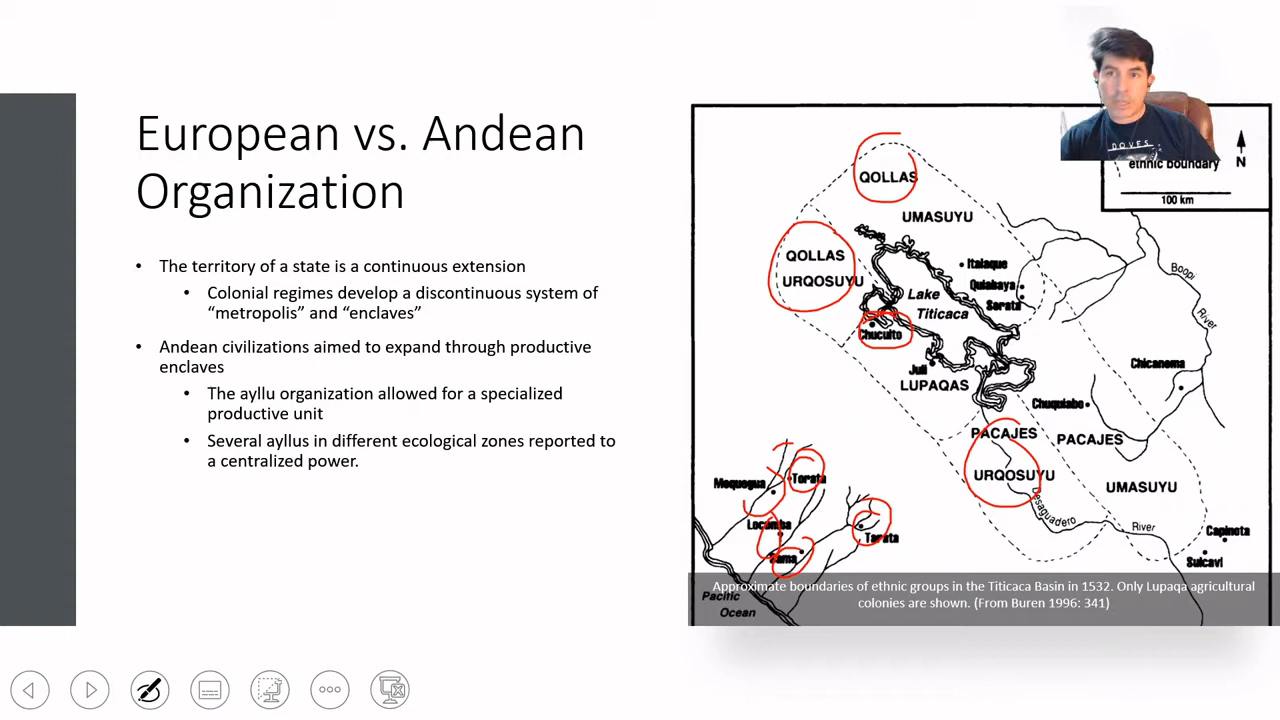 European vs. Andean
Organization
• The territory of a state is a continuous extension
• Colonial regimes develop a discontinuous system of
“metropolis” and “enclaves”
• Andean civilizations aimed to expand through productive
enclaves
• The ayllu organization allowed for a specialized
productive unit
• Several ayllus in different ecological zones reported to
a centralized power.
DOVES
ethnic boundary
N
100 km
QOLLAS
UMASUYU
QOLLAS
URQOSUYU
Italaque
Quiabaya
Sorata
Boopi
River
Lake
Titicaca
Chucuito
Juli
LUPAQAS
Chicanoma
Chuquiabo
PACAJES
PACAJES
URQOSUYU
UMASUYU
Moquegua
Torata
Locumba
Tarata
Sama
Desaguadero
River
Capinota
Suicavi
Pacific
Ocean
Approximate boundaries of ethnic groups in the Titicaca Basin in 1532. Only Lupaqa agricultural
colonies are shown. (From Buren 1996: 341)